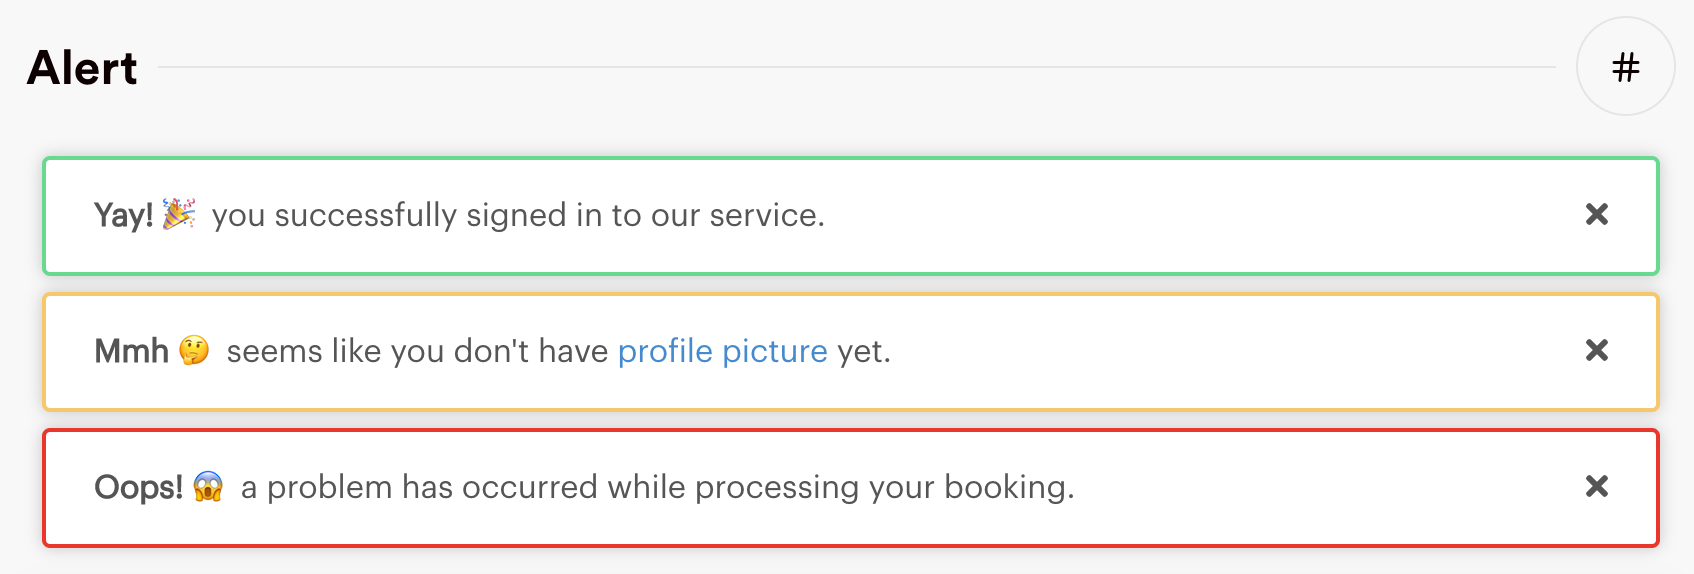 Alert
#
Yay! 🎉 you successfully signed in to our service.
Mmh 🤔 seems like you don't have profile picture yet.
Oops! 😱 a problem has occurred while processing your booking.